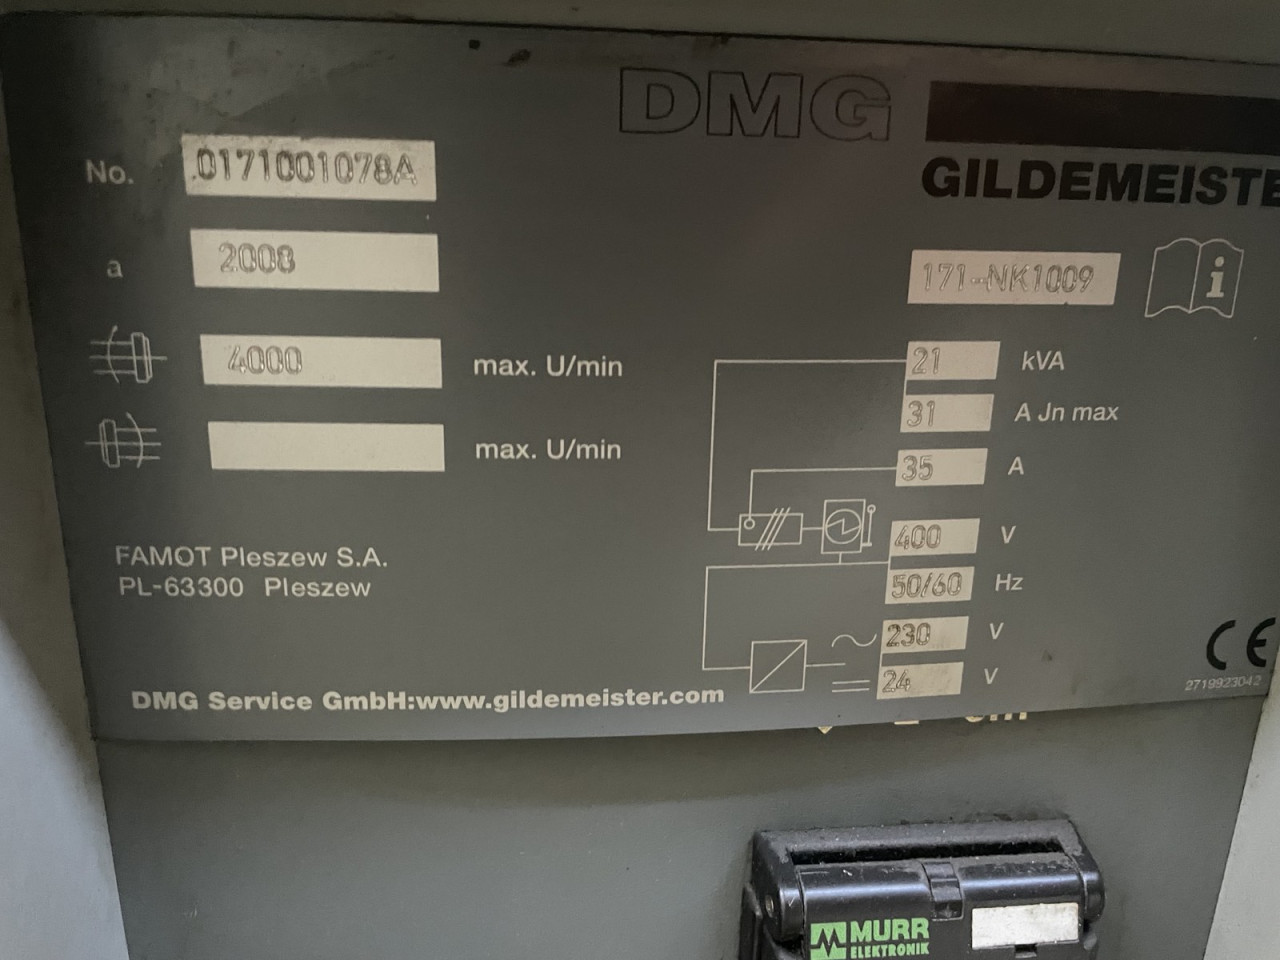 DMG
GILDEMEISTE
No. 0171001078A
a 2008
171-NK1009
4000 max. U/min
max. U/min
21 kVA
31 A Jn max
35 A
400 V
50/60 Hz
230 V
24 V
FAMOT Pleszew S.A.
PL-63300 Pleszew
DMG Service GmbH:www.gildemeister.com
CE
2719923042
MURR
ELEKTRONIK